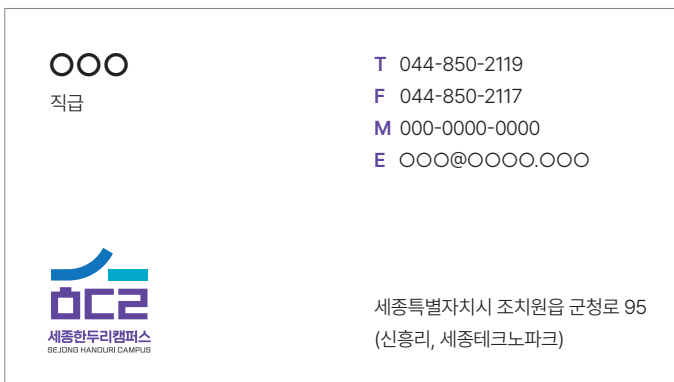 OOO
직급
T 044-850-2119
F 044-850-2117
M 000-0000-0000
E OOO@OOOO.OOO
세종한두리캠퍼스
SEJONG HANDURI CAMPUS
세종특별자치시 조치원읍 군청로 95
(신흥리, 세종테크노파크)